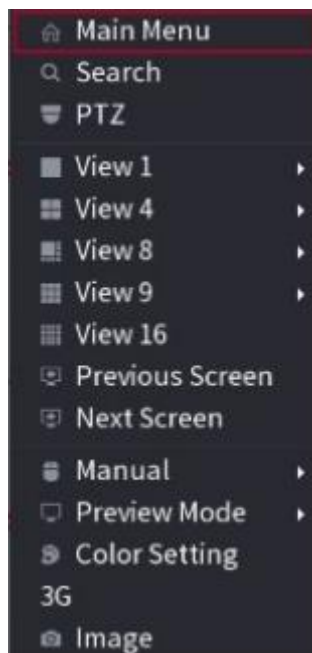 Main Menu
Search
PTZ
View 1
View 4
View 8
View 9
View 16
Previous Screen
Next Screen
Manual
Preview Mode
Color Setting
3G
Image